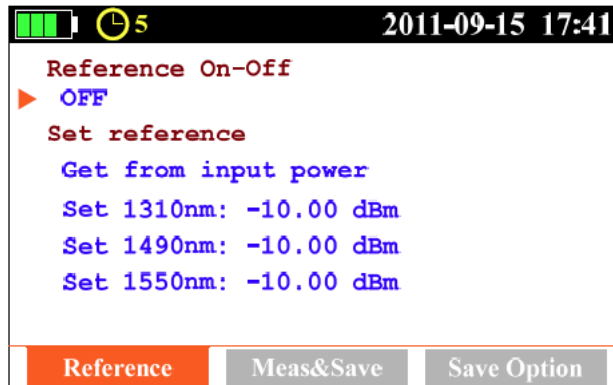 5 2011-09-15 17:41
Reference On-Off
OFF
Set reference
Get from input power
Set 1310nm: -10.00 dBm
Set 1490nm: -10.00 dBm
Set 1550nm: -10.00 dBm
Reference Meas&Save Save Option